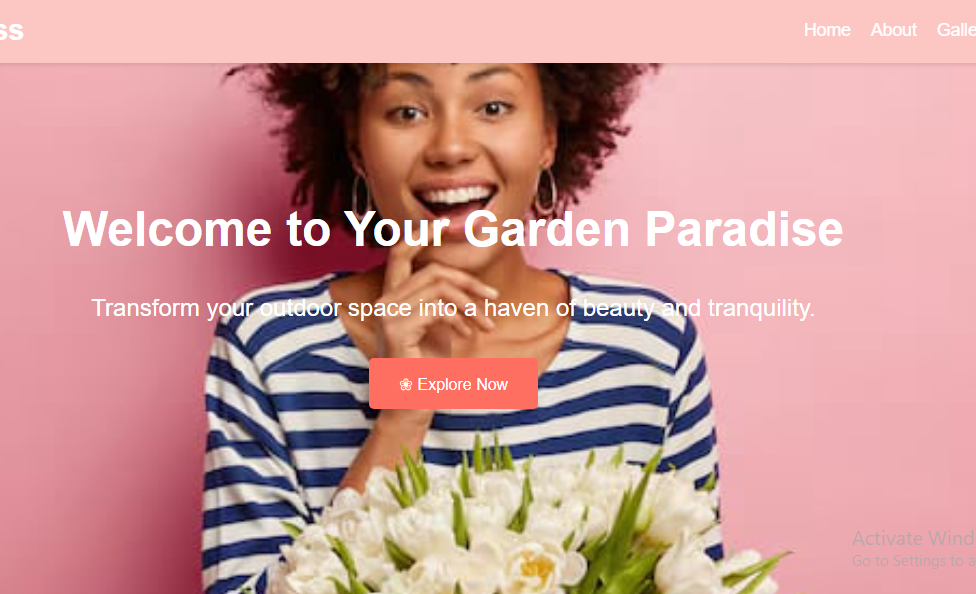 ss
Home About Galle
Welcome to Your Garden Paradise
Transform your outdoor space into a haven of beauty and tranquility.
❀ Explore Now
Activate Wind
Go to Settings to a